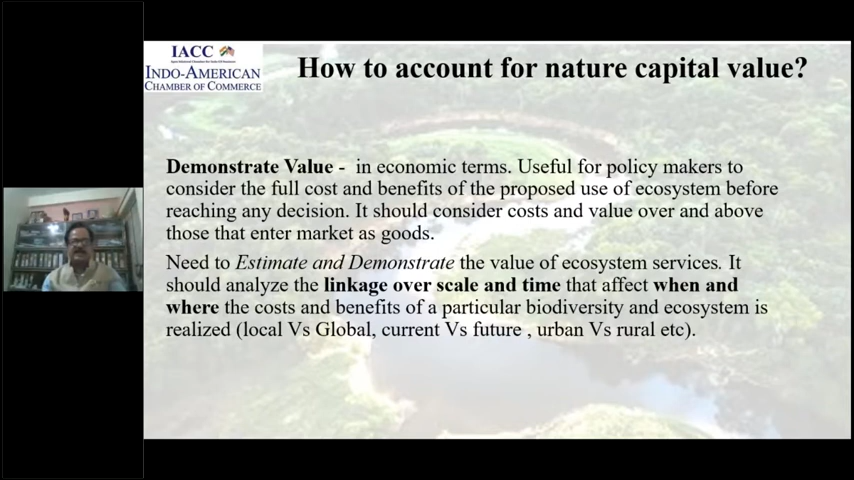 IACC
INDO-AMERICAN
CHAMBER OF COMMERCE
How to account for nature capital value?
Demonstrate Value - in economic terms. Useful for policy makers to
consider the full cost and benefits of the proposed use of ecosystem before
reaching any decision. It should consider costs and value over and above
those that enter market as goods.
Need to Estimate and Demonstrate the value of ecosystem services. It
should analyze the linkage over scale and time that affect when and
where the costs and benefits of a particular biodiversity and ecosystem is
realized (local Vs Global, current Vs future , urban Vs rural etc).